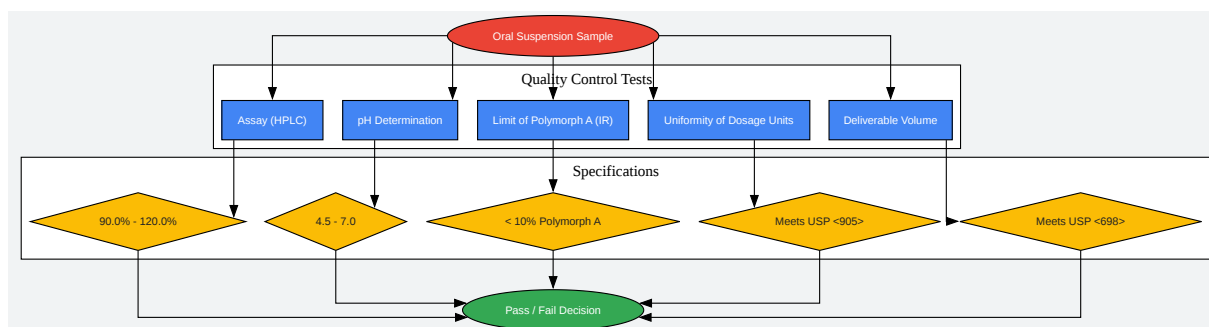 Oral Suspension Sample
Quality Control Tests
Assay (HPLC)
pH Determination
Limit of Polymorph A (IR)
Uniformity of Dosage Units
Deliverable Volume
Specifications
90.0% - 120.0%
4.5 - 7.0
< 10% Polymorph A
Meets USP <905>
Meets USP <698>
Pass / Fail Decision